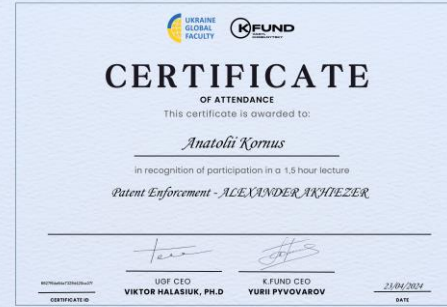 UKRAINE
GLOBAL
FACULTY
KFUND
CERTIFICATE
OF ATTENDANCE
This certificate is awarded to:
Anatolii Kornus
in recognition of participation in a 1,5 hour lecture
Patent Enforcement - ALEXANDER AKHIEZER
UGF CEO
VIKTOR HALASIUK, PH.D
K.FUND CEO
YURII PYVOVAROV
23/04/2024
CERTIFICATE ID
DATE